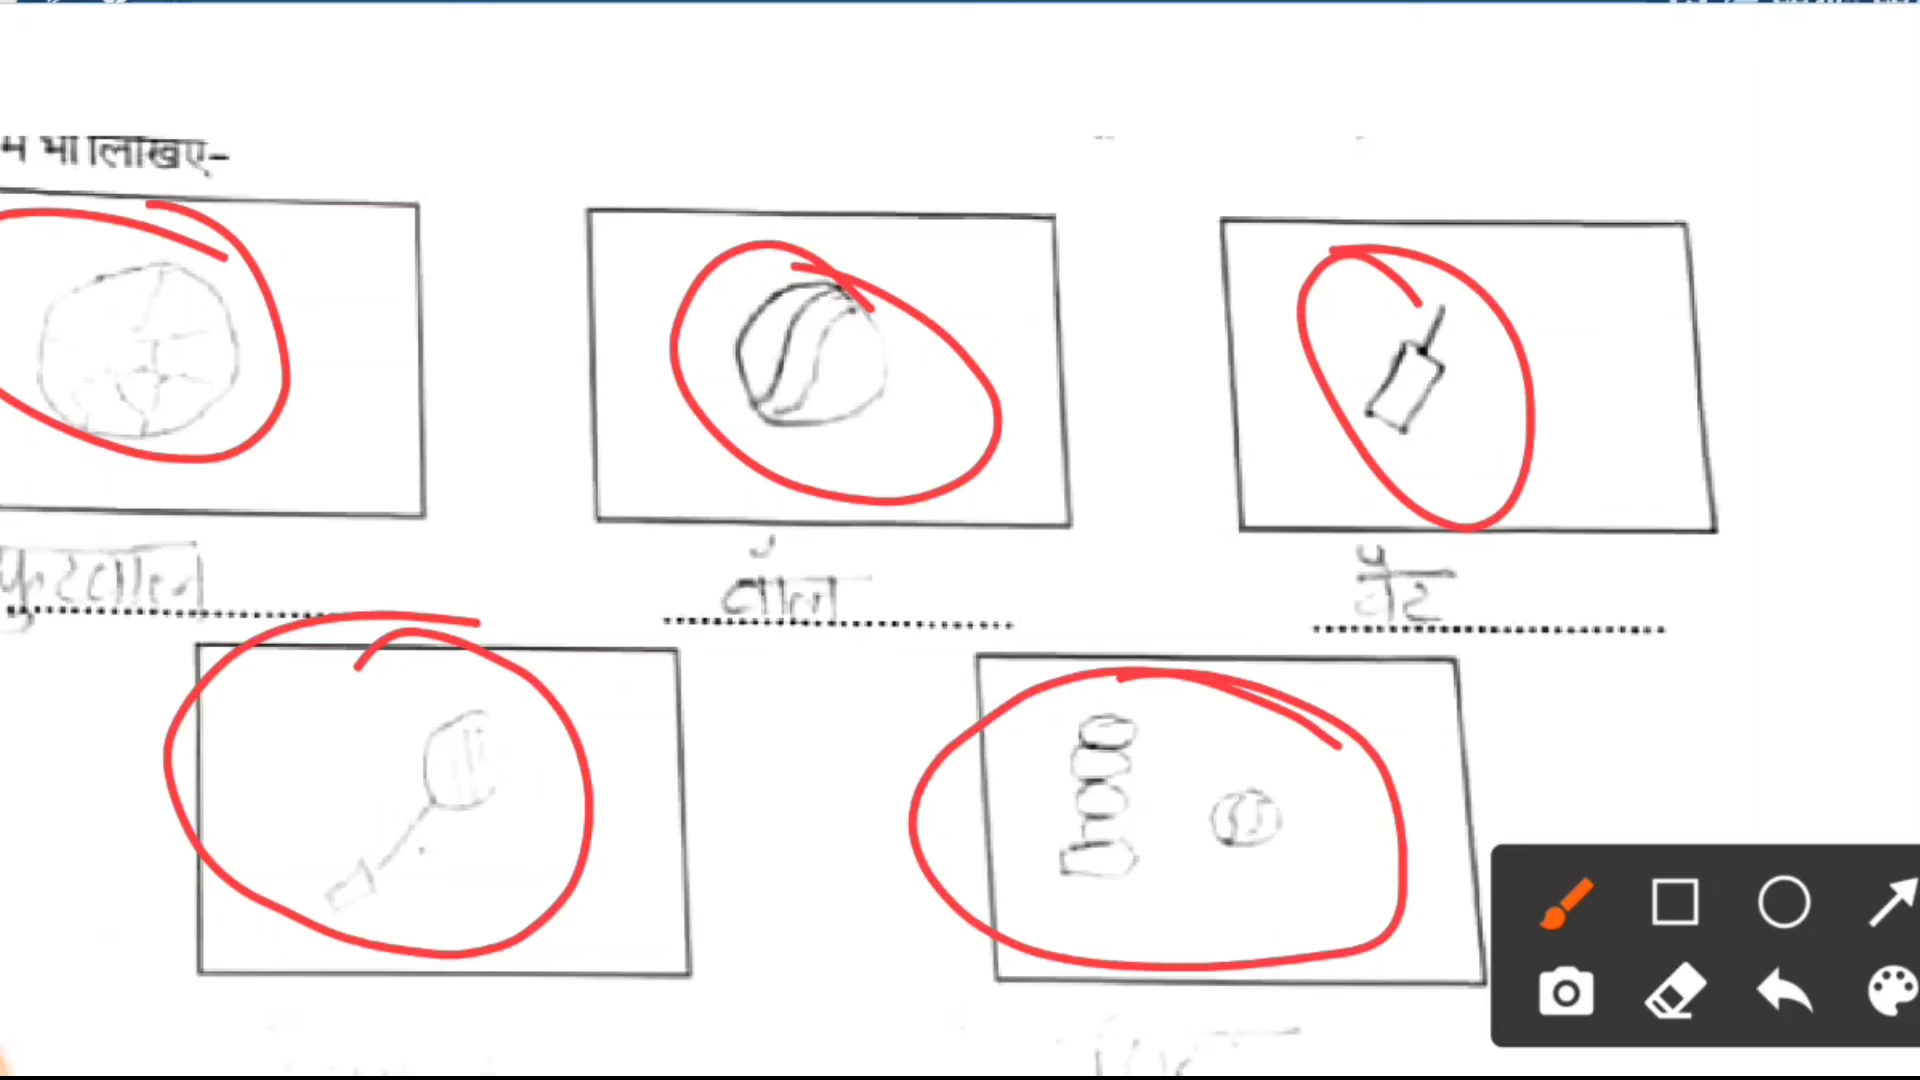 म भी लिखिए-
फुटबॉल
बॉल
बैट